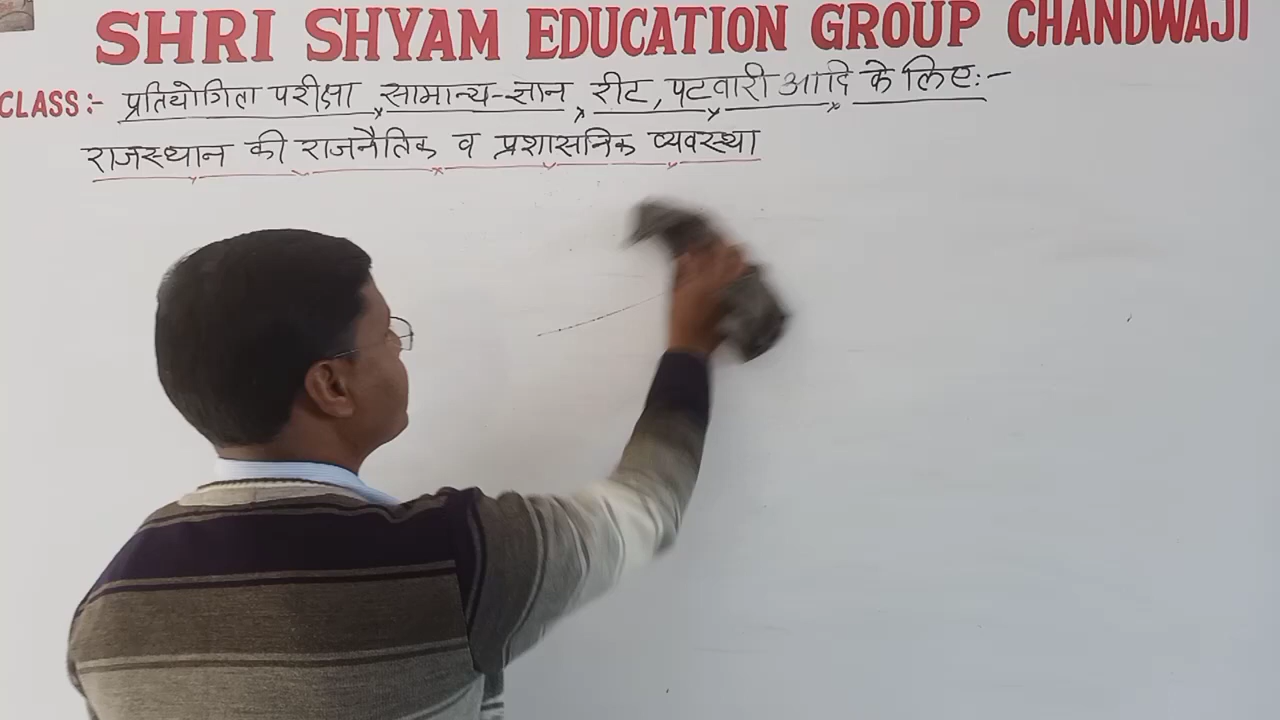 SHRI SHYAM EDUCATION GROUP CHANDWAJI
CLASS:- प्रतियोगिता परीक्षा सामान्य-ज्ञान, रीट, पटवारी आदि के लिए:-
राजस्थान की राजनैतिक व प्रशासनिक व्यवस्था